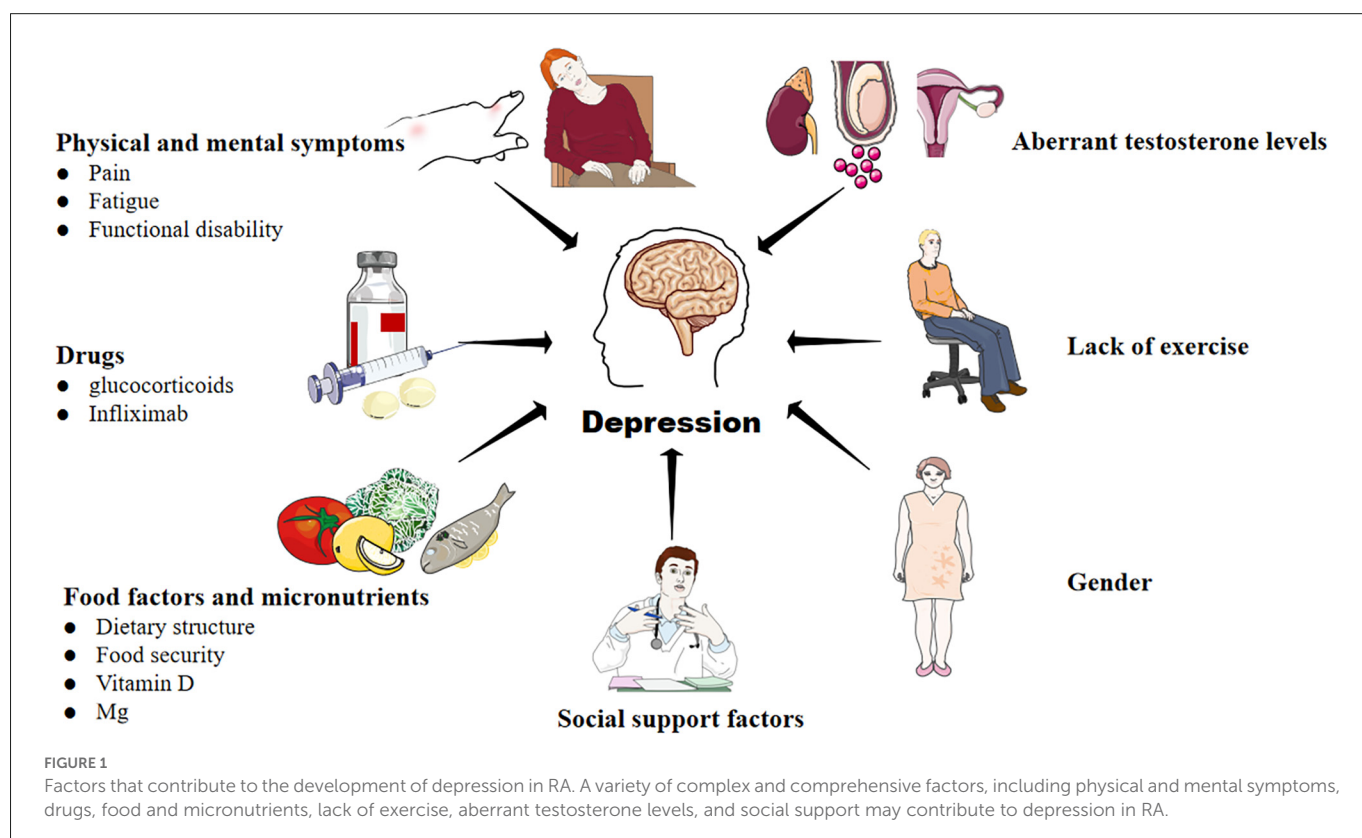 Physical and mental symptoms
● Pain
● Fatigue
● Functional disability
Aberrant testosterone levels
Drugs
● glucocorticoids
● Infliximab
Lack of exercise
Depression
Food factors and micronutrients
● Dietary structure
● Food security
● Vitamin D
● Mg
Gender
Social support factors
FIGURE 1
Factors that contribute to the development of depression in RA. A variety of complex and comprehensive factors, including physical and mental symptoms,
drugs, food and micronutrients, lack of exercise, aberrant testosterone levels, and social support may contribute to depression in RA.